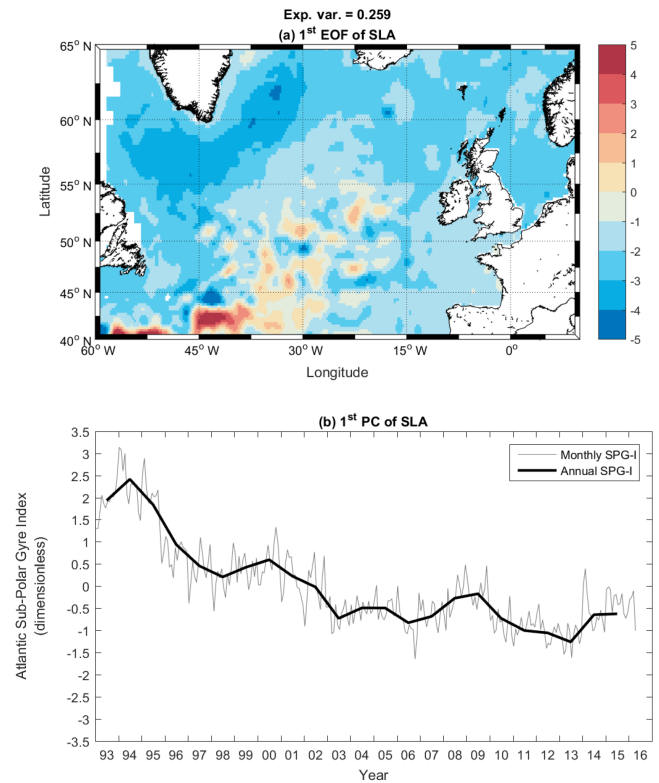 Exp. var. = 0.259
(a) 1st EOF of SLA
65° N
60° N
55° N
50° N
45° N
40° N
Latitude
60° W
45° W
30° W
15° W
0°
Longitude
5
4
3
2
1
0
-1
-2
-3
-4
-5
(b) 1st PC of SLA
Monthly SPG-I
Annual SPG-I
3.5
3
2.5
2
1.5
1
0.5
0
-0.5
-1
-1.5
-2
-2.5
-3
-3.5
Atlantic Sub-Polar Gyre Index
(dimensionless)
93 94 95 96 97 98 99 00 01 02 03 04 05 06 07 08 09 10 11 12 13 14 15 16
Year